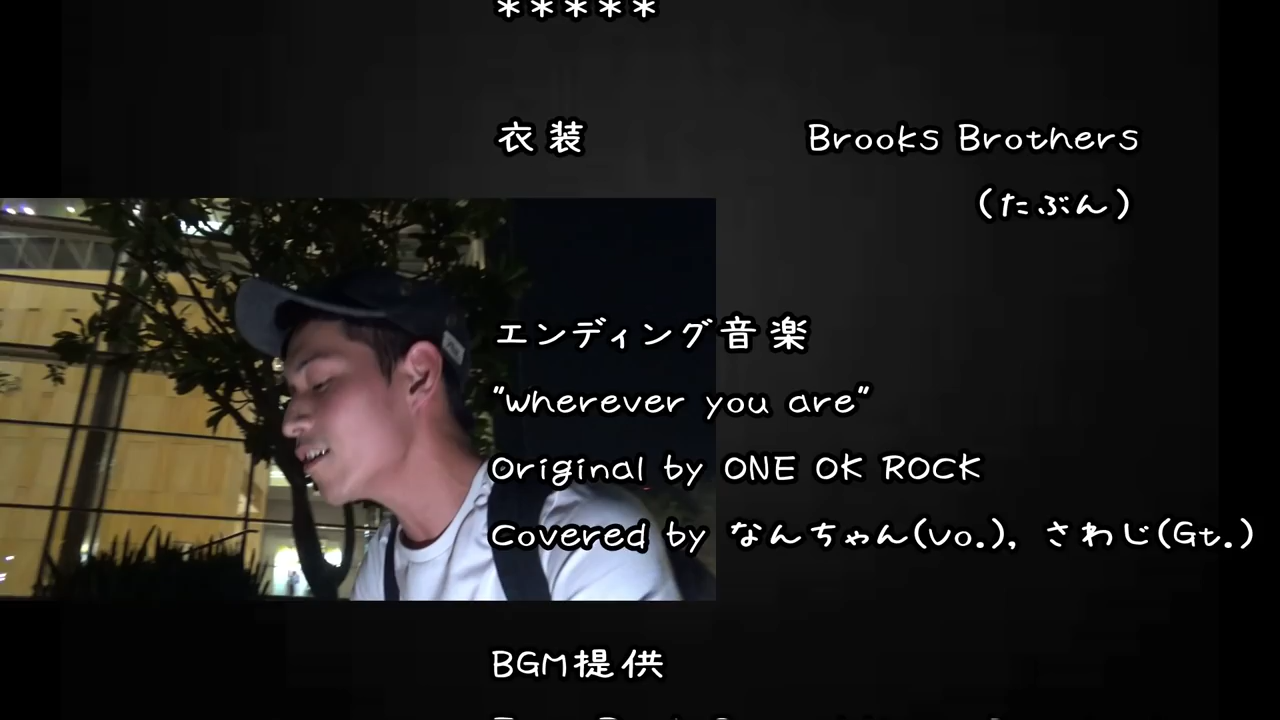 *****
衣装 Brooks Brothers
(たぶん)
エンディング音楽
"Wherever you are"
Original by ONE OK ROCK
Covered by なんちゃん(Vo.), さわじ(Gt.)
BGM提供